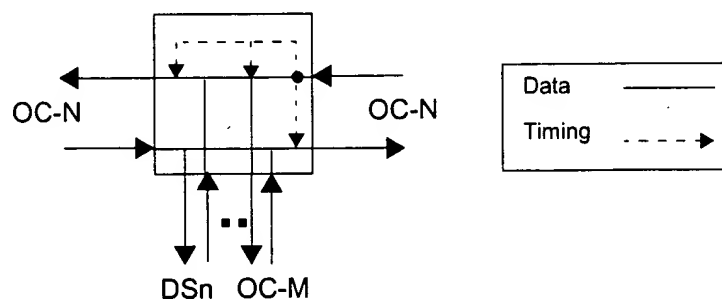 OC-N
OC-N
Data
Timing
DSn
OC-M